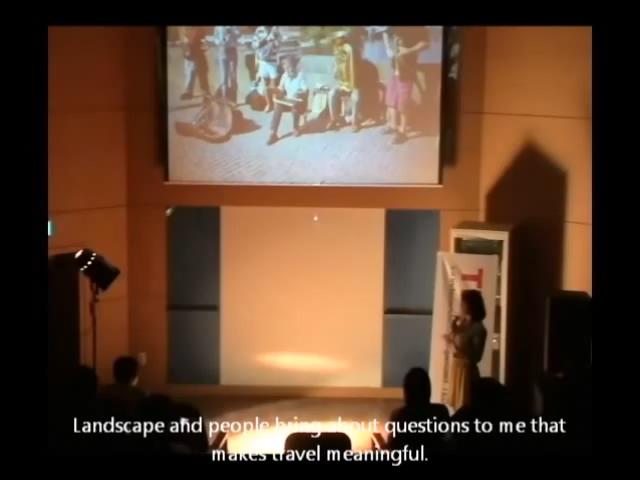 Landscape and people bring about questions to me that
makes travel meaningful.